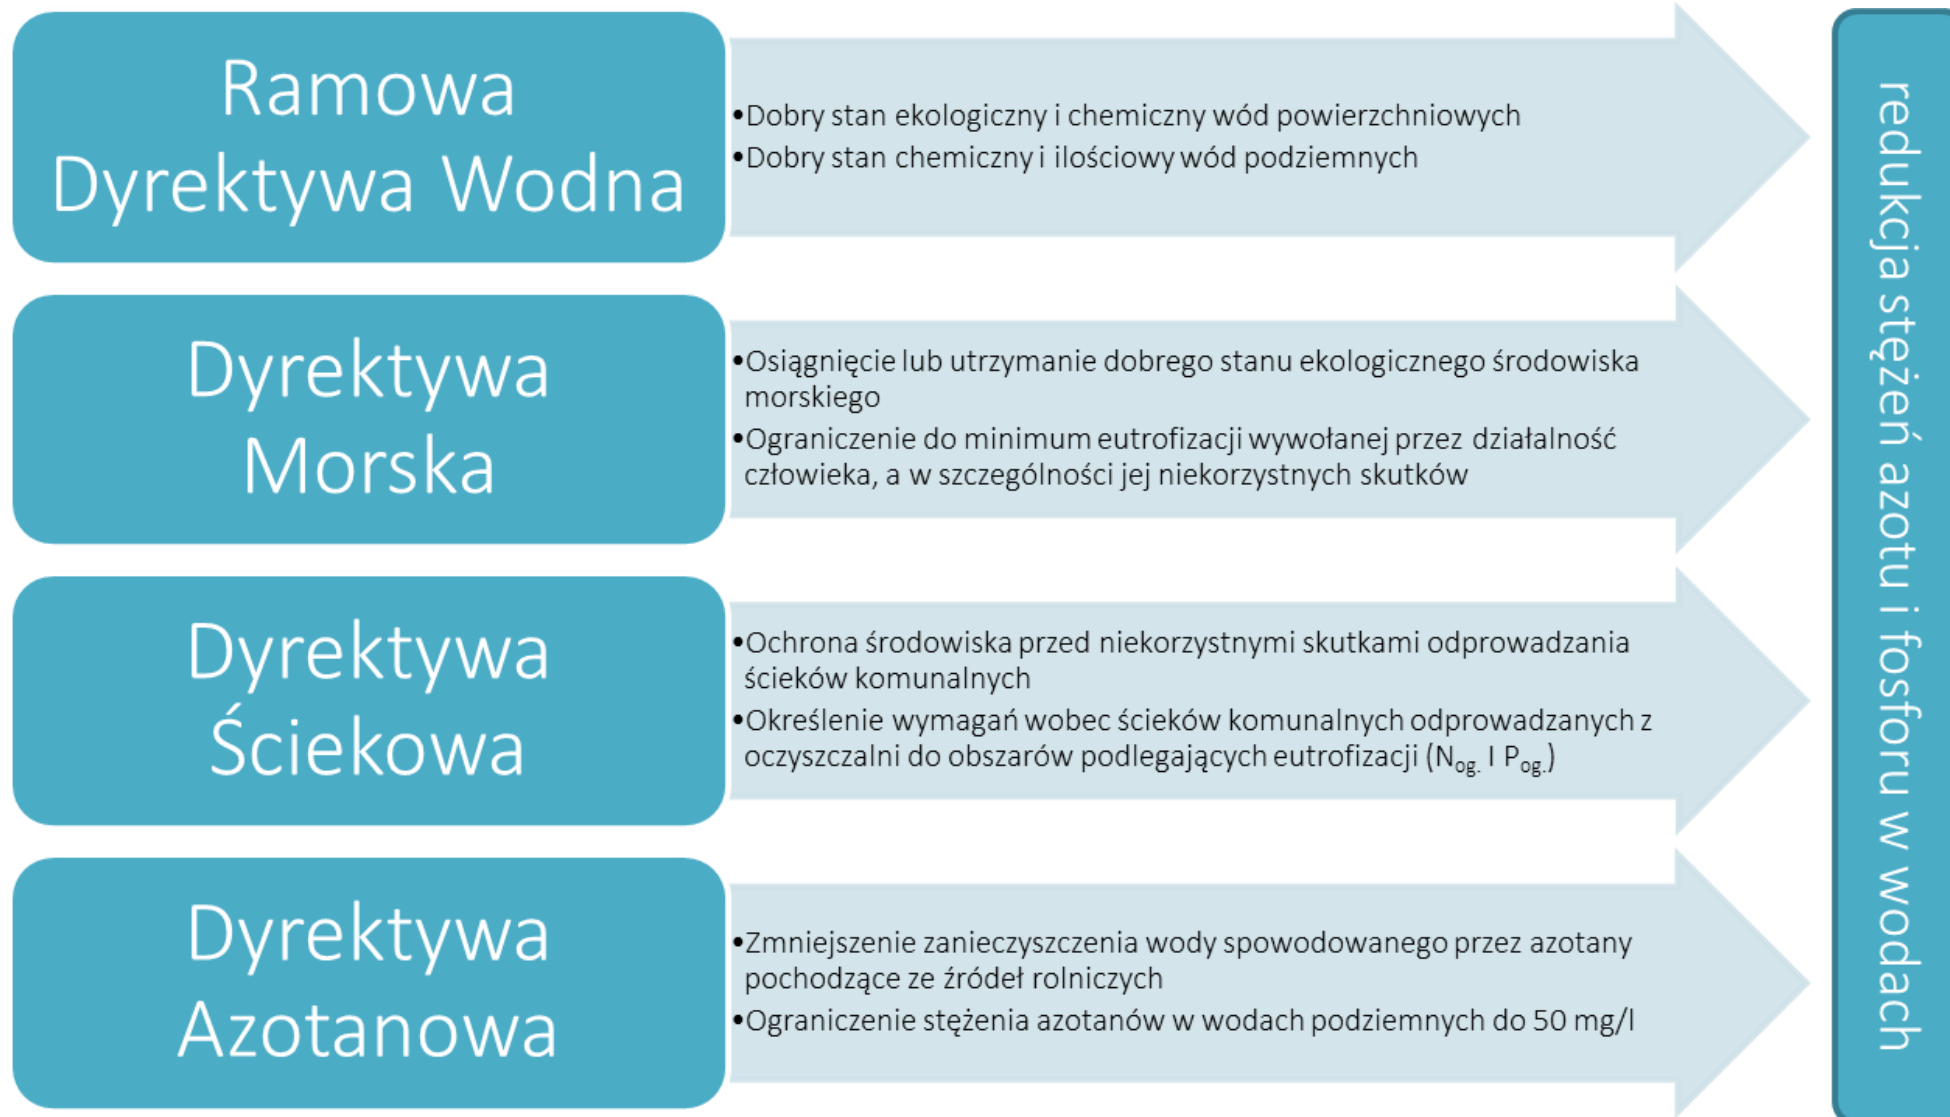 Ramowa
Dyrektywa Wodna
•Dobry stan ekologiczny i chemiczny wód powierzchniowych
•Dobry stan chemiczny i ilościowy wód podziemnych
Dyrektywa
Morska
•Osiągnięcie lub utrzymanie dobrego stanu ekologicznego środowiska
morskiego
•Ograniczenie do minimum eutrofizacji wywołanej przez działalność
człowieka, a w szczególności jej niekorzystnych skutków
Dyrektywa
Ściekowa
•Ochrona środowiska przed niekorzystnymi skutkami odprowadzania
ścieków komunalnych
•Określenie wymagań wobec ścieków komunalnych odprowadzanych z
oczyszczalni do obszarów podlegających eutrofizacji (Nog. I Pog.)
Dyrektywa
Azotanowa
•Zmniejszenie zanieczyszczenia wody spowodowanego przez azotany
pochodzące ze źródeł rolniczych
•Ograniczenie stężenia azotanów w wodach podziemnych do 50 mg/l
redukcja stężeń azotu i fosforu w wodach